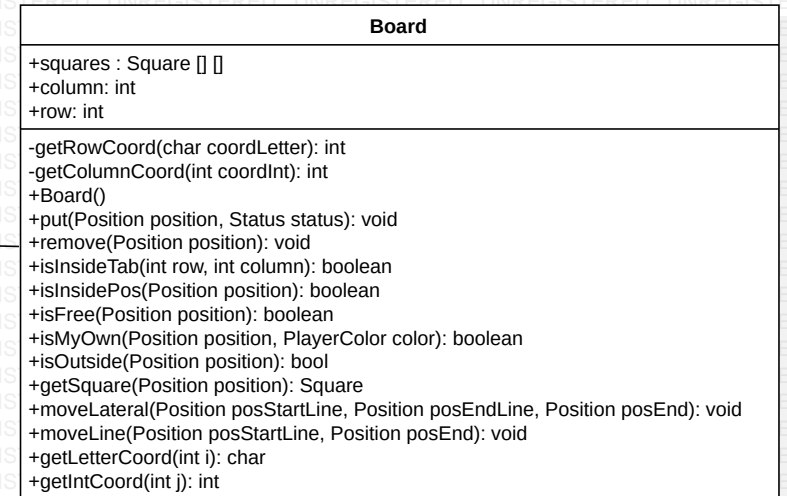 Board
+squares : Square [] []
+column: int
+row: int
-getRowCoord(char coordLetter): int
-getColumnCoord(int coordInt): int
+Board()
+put(Position position, Status status): void
+remove(Position position): void
+isInsideTab(int row, int column): boolean
+isInsidePos(Position position): boolean
+isFree(Position position): boolean
+isMyOwn(Position position, PlayerColor color): boolean
+isOutside(Position position): bool
+getSquare(Position position): Square
+moveLateral(Position posStartLine, Position posEndLine, Position posEnd): void
+moveLine(Position posStartLine, Position posEnd): void
+getLetterCoord(int i): char
+getIntCoord(int j): int